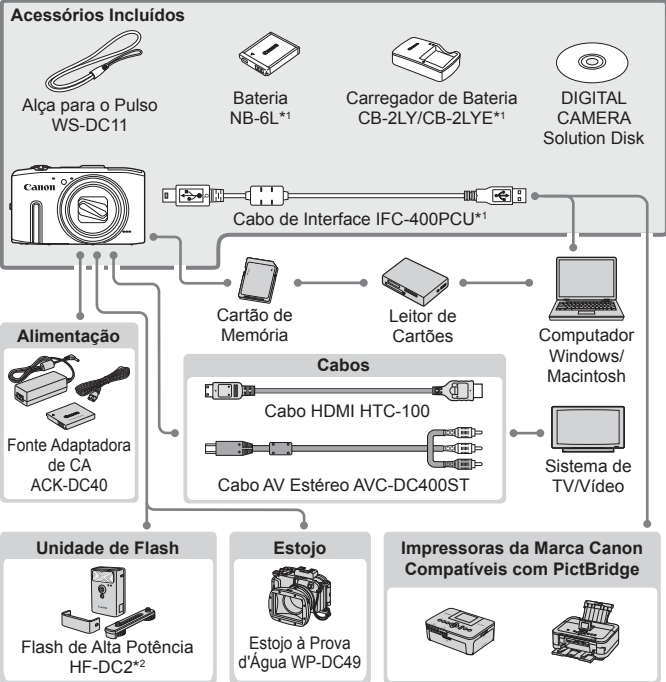 Acessórios Incluídos
Alça para o Pulso
WS-DC11
Bateria
NB-6L*1
Carregador de Bateria
CB-2LY/CB-2LYE*1
DIGITAL
CAMERA
Solution Disk
Canon
Cabo de Interface IFC-400PCU*1
Cartão de
Memória
Leitor de
Cartões
Computador
Windows/
Macintosh
Alimentação
Fonte Adaptadora
de CA
ACK-DC40
Cabos
Cabo HDMI HTC-100
Cabo AV Estéreo AVC-DC400ST
Sistema de
TV/Vídeo
Unidade de Flash
Flash de Alta Potência
HF-DC2*2
Estojo
Estojo à Prova
d'Água WP-DC49
Impressoras da Marca Canon
Compatíveis com PictBridge